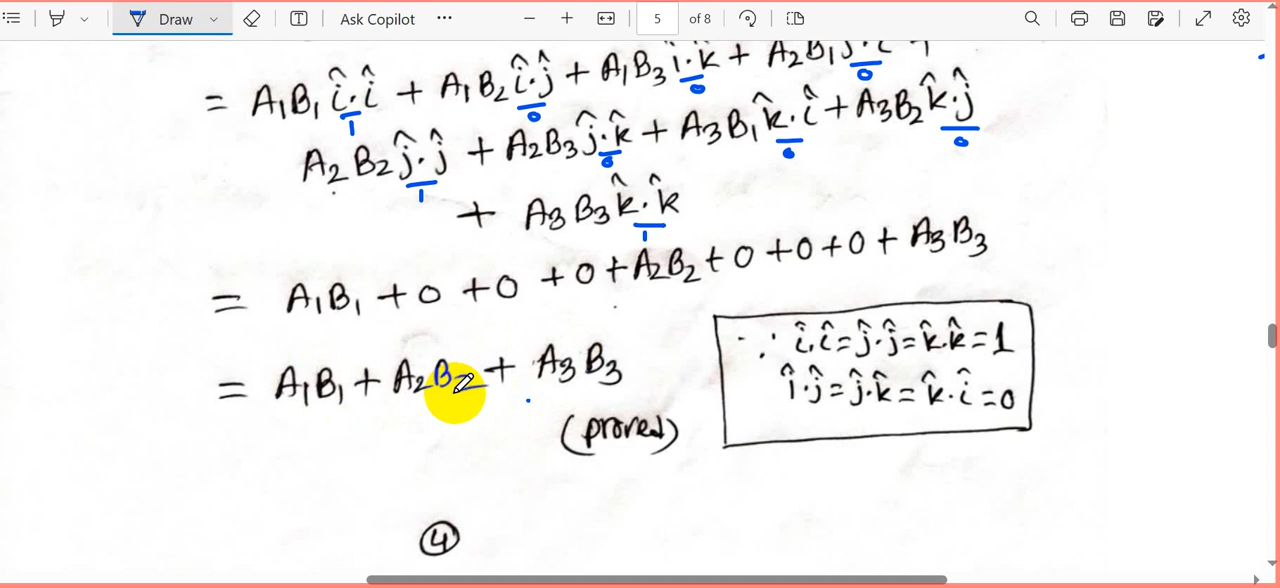 Draw Ask Copilot ... 5 of 8
= A₁B₁ î.î + A₁B₂ î.ĵ + A₁B₃ î.k̂ + A₂B₁ ĵ.î +
1 0 0 0
A₂B₂ ĵ.ĵ + A₂B₃ ĵ.k̂ + A₃B₁ k̂.î + A₃B₂ k̂.ĵ
1 0 0 0
+ A₃B₃ k̂.k̂
1
= A₁B₁ + 0 + 0 + 0 + A₂B₂ + 0 + 0 + 0 + A₃B₃
= A₁B₁ + A₂B₂ + A₃B₃
(proved)
∵ î.î = ĵ.ĵ = k̂.k̂ = 1
î.ĵ = ĵ.k̂ = k̂.î = 0
4